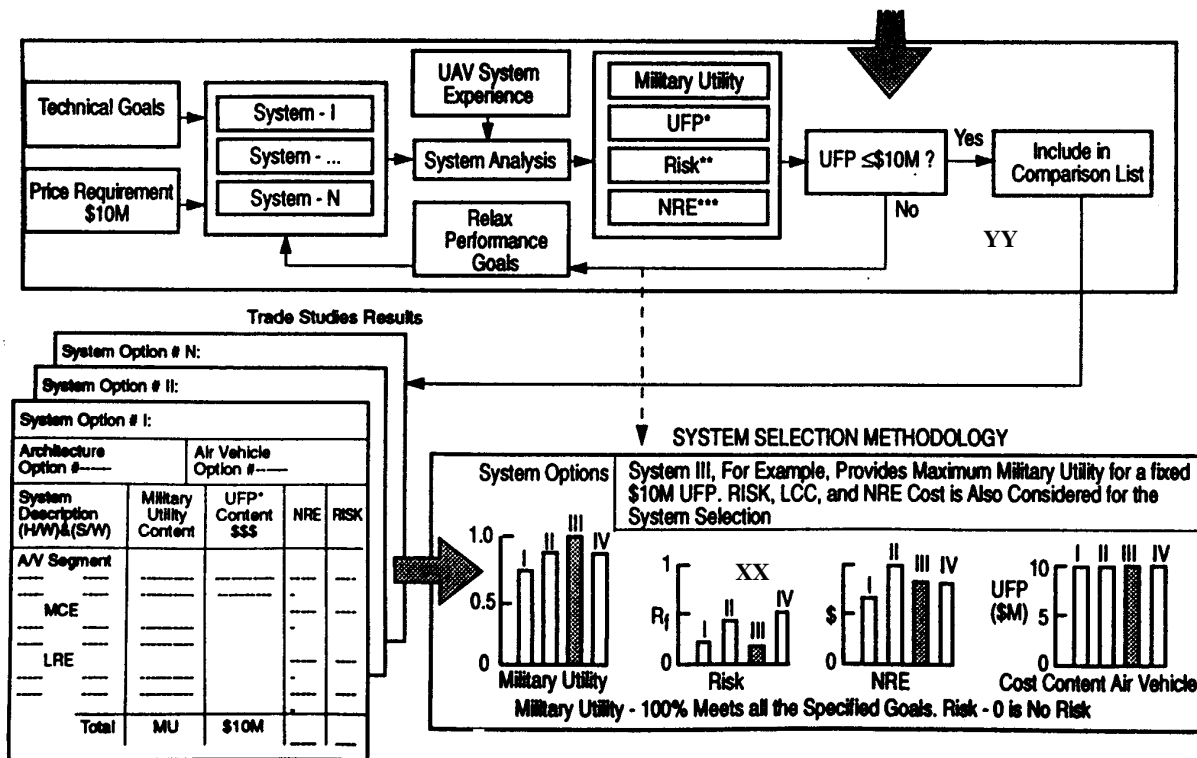 Technical Goals
Price Requirement
$10M
System - I
System - ...
System - N
UAV System
Experience
System Analysis
Relax
Performance
Goals
Military Utility
UFP*
Risk**
NRE***
UFP ≤$10M ?
Yes
No
Include in
Comparison List
YY
Trade Studies Results
System Option # N:
System Option # II:
System Option # I:
Architecture
Option #-----
Air Vehicle
Option #-----
System
Description
(H/W)&(S/W)
Military
Utility
Content
UFP*
Content
$$$
NRE
RISK
A/V Segment
MCE
LRE
Total
MU
$10M
SYSTEM SELECTION METHODOLOGY
System Options
System III, For Example, Provides Maximum Military Utility for a fixed
$10M UFP. RISK, LCC, and NRE Cost is Also Considered for the
System Selection
1.0
0.5
0
I
II
III
IV
Military Utility
XX
1
Rf
0
I
II
III
IV
Risk
1
$
0
I
II
III
IV
NRE
UFP
($M)
10
5
0
I
II
III
IV
Cost Content Air Vehicle
Military Utility - 100% Meets all the Specified Goals. Risk - 0 is No Risk